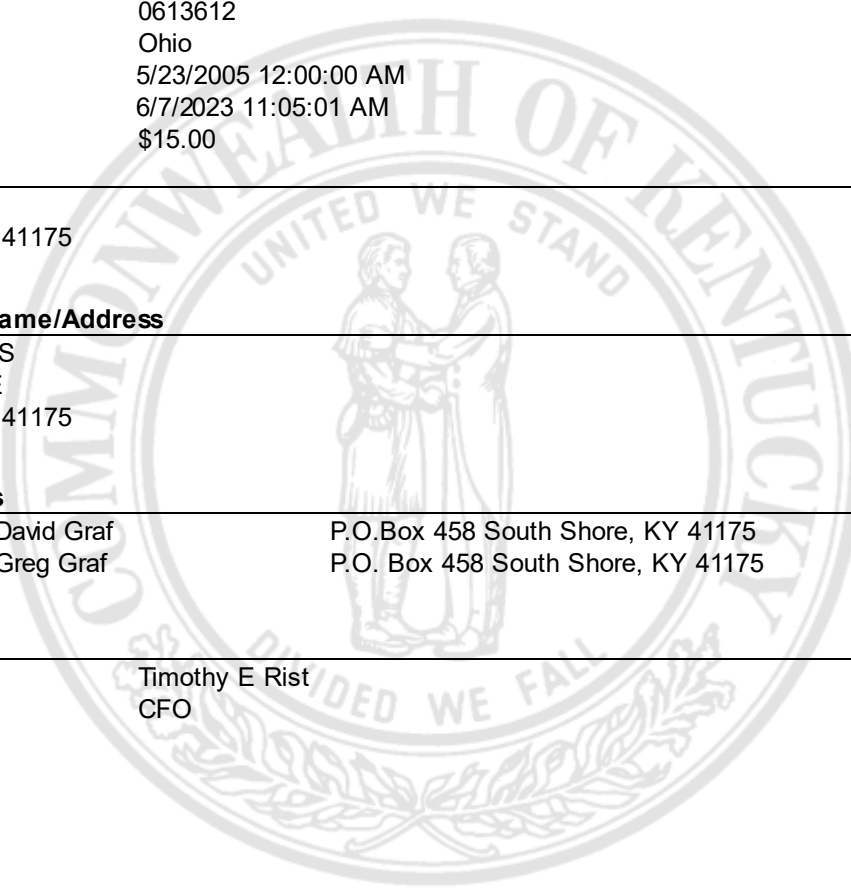 0613612
Ohio
5/23/2005 12:00:00 AM
6/7/2023 11:05:01 AM
$15.00
41175
ame/Address
S
E
41175
s
David Graf P.O.Box 458 South Shore, KY 41175
Greg Graf P.O. Box 458 South Shore, KY 41175
Timothy E Rist
CFO
COMMONWEALTH OF KENTUCKY
UNITED WE STAND
DIVIDED WE FALL